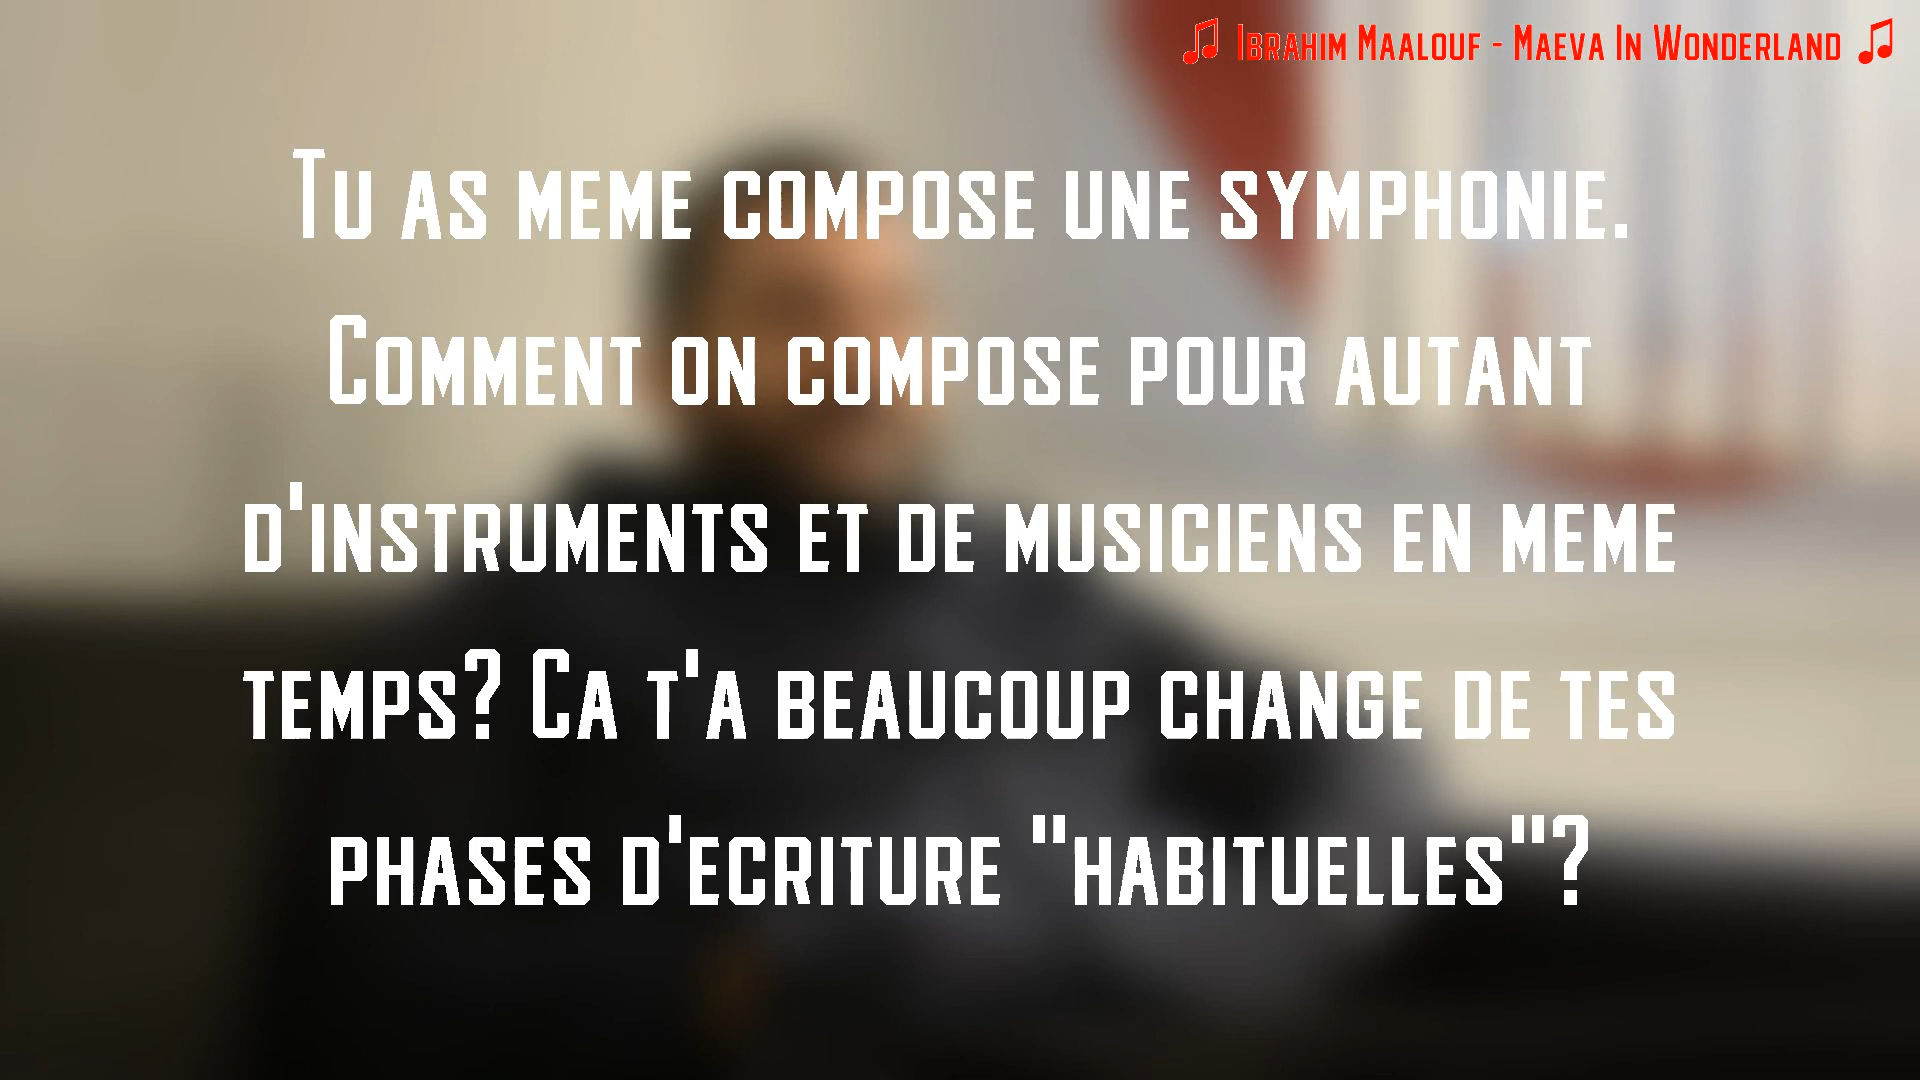 ♫ Ibrahim Maalouf - Maeva In Wonderland ♫
Tu as meme compose une symphonie.
Comment on compose pour autant
d'instruments et de musiciens en meme
temps? Ca t'a beaucoup change de tes
phases d'ecriture "habituelles"?